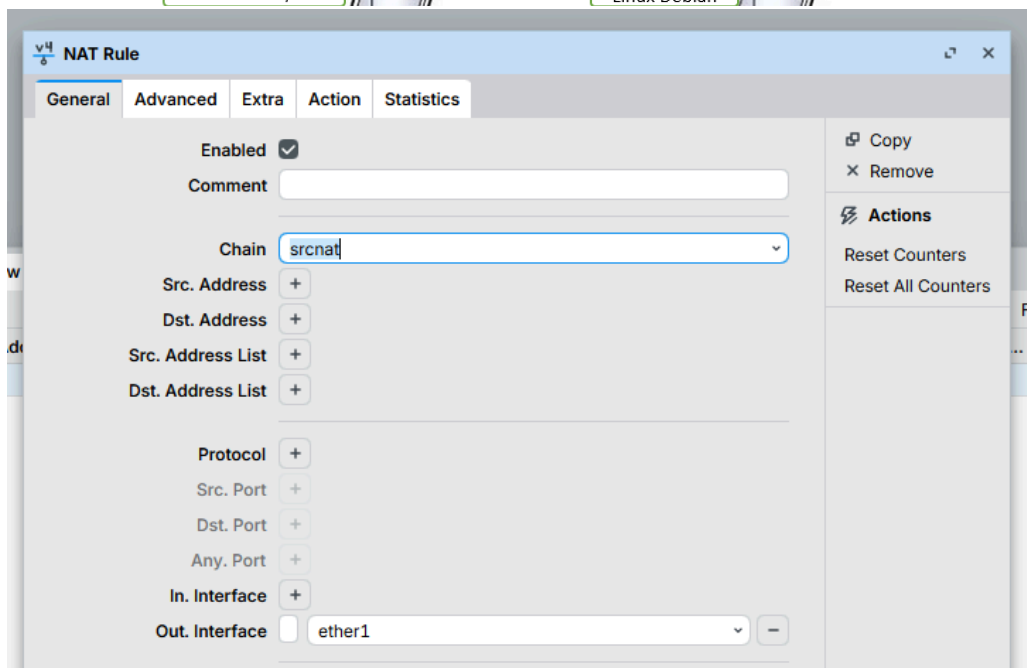 Linux Debian
v4 NAT Rule
General Advanced Extra Action Statistics
Enabled
Comment
Chain srcnat
Src. Address
Dst. Address
Src. Address List
Dst. Address List
Protocol
Src. Port
Dst. Port
Any. Port
In. Interface
Out. Interface ether1
Copy
Remove
Actions
Reset Counters
Reset All Counters